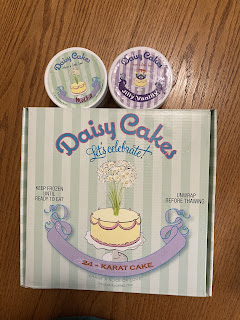 Daisy Cakes
Daisy Cakes
Daisy Cakes
Let's celebrate!
KEEP FROZEN
UNTIL
READY TO EAT
UNWRAP
BEFORE THAWING
24-KARAT CAKE